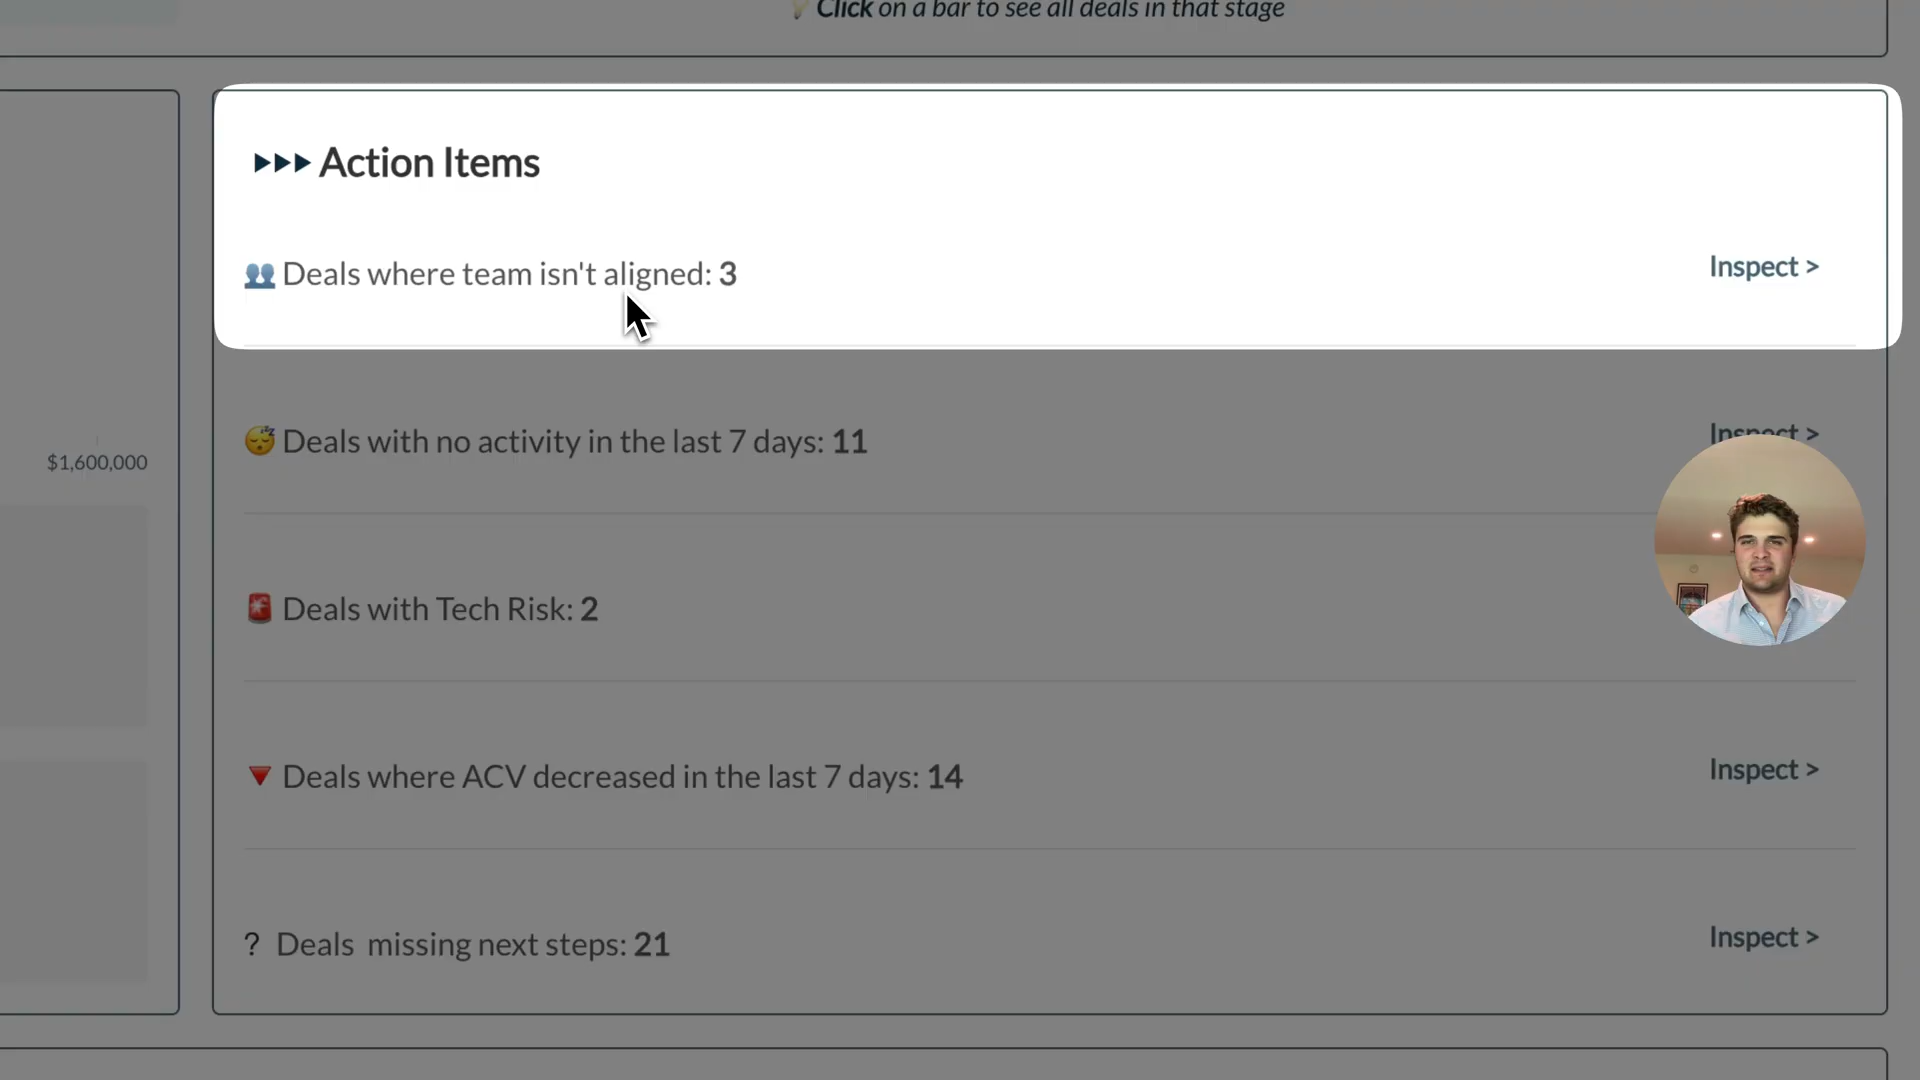 Click on a bar to see all deals in that stage
Action Items
Deals where team isn't aligned: 3
Inspect >
Deals with no activity in the last 7 days: 11
Inspect >
$1,600,000
Deals with Tech Risk: 2
Deals where ACV decreased in the last 7 days: 14
Inspect >
? Deals missing next steps: 21
Inspect >